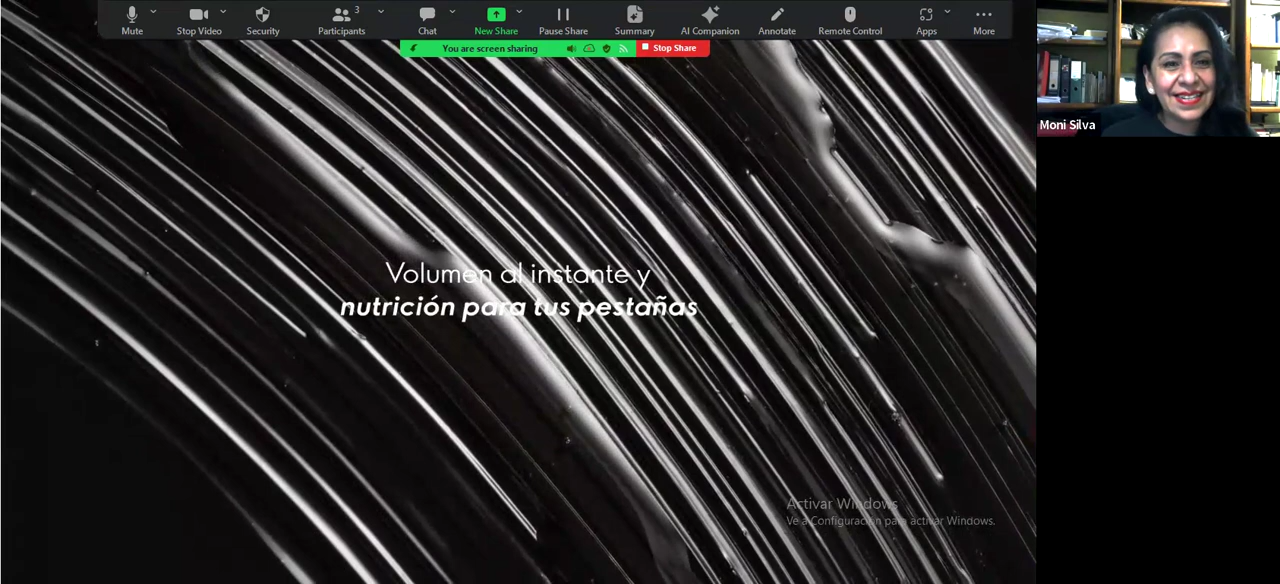 Mute
Stop Video
Security
Participants
3
Chat
New Share
Pause Share
Summary
AI Companion
Annotate
Remote Control
Apps
More
You are screen sharing
Stop Share
Moni Silva
Volumen al instante y
nutrición para tus pestañas
Activar Windows
Ve a Configuración para activar Windows.